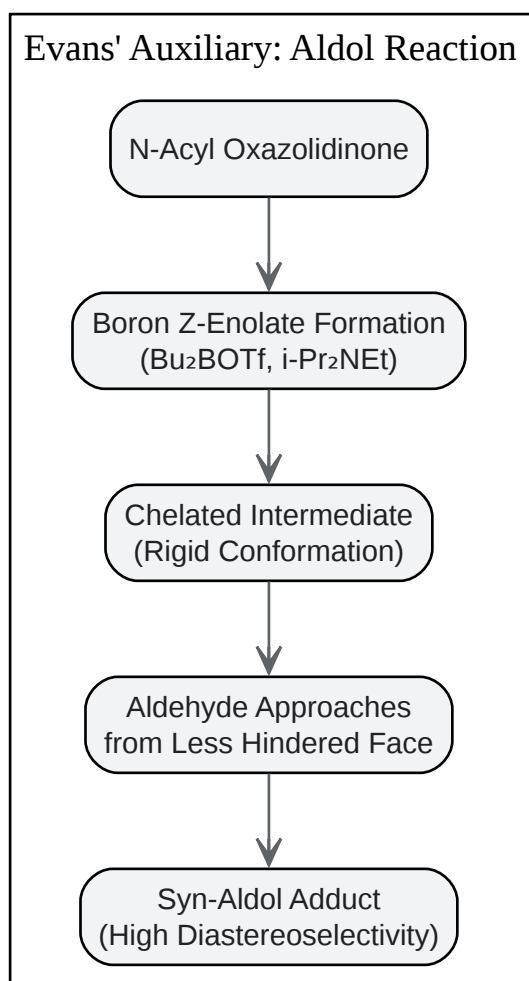 Evans' Auxiliary: Aldol Reaction
N-Acyl Oxazolidinone
Boron Z-Enolate Formation
(Bu₂BOTf, i-Pr₂NEt)
Chelated Intermediate
(Rigid Conformation)
Aldehyde Approaches
from Less Hindered Face
Syn-Aldol Adduct
(High Diastereoselectivity)